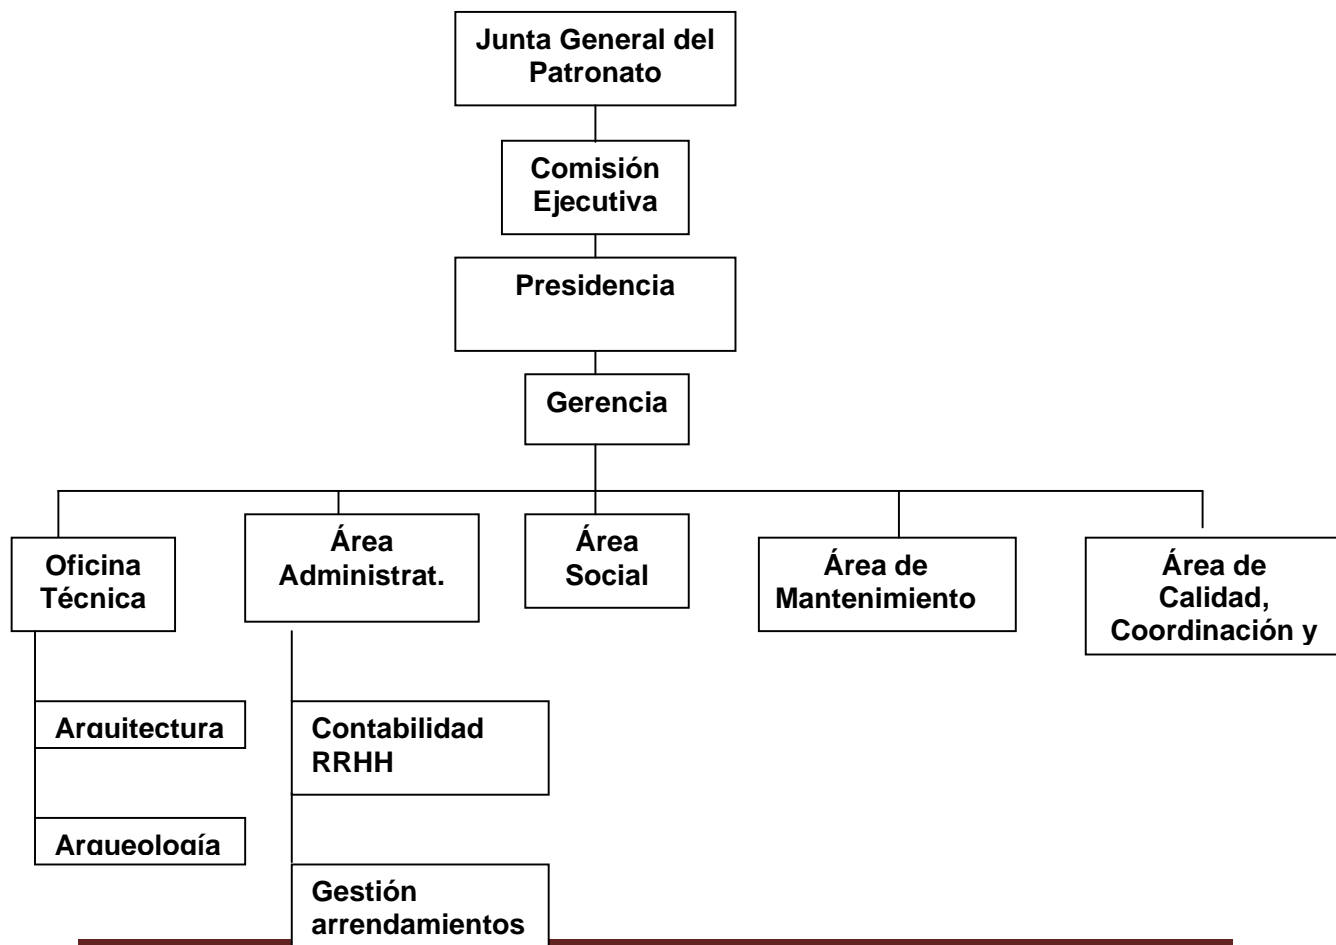 Junta General del
Patronato
Comisión
Ejecutiva
Presidencia
Gerencia
Oficina
Técnica
Área
Administrat.
Área
Social
Área de
Mantenimiento
Área de
Calidad,
Coordinación y
Arquitectura
Contabilidad
RRHH
Arqueología
Gestión
arrendamientos